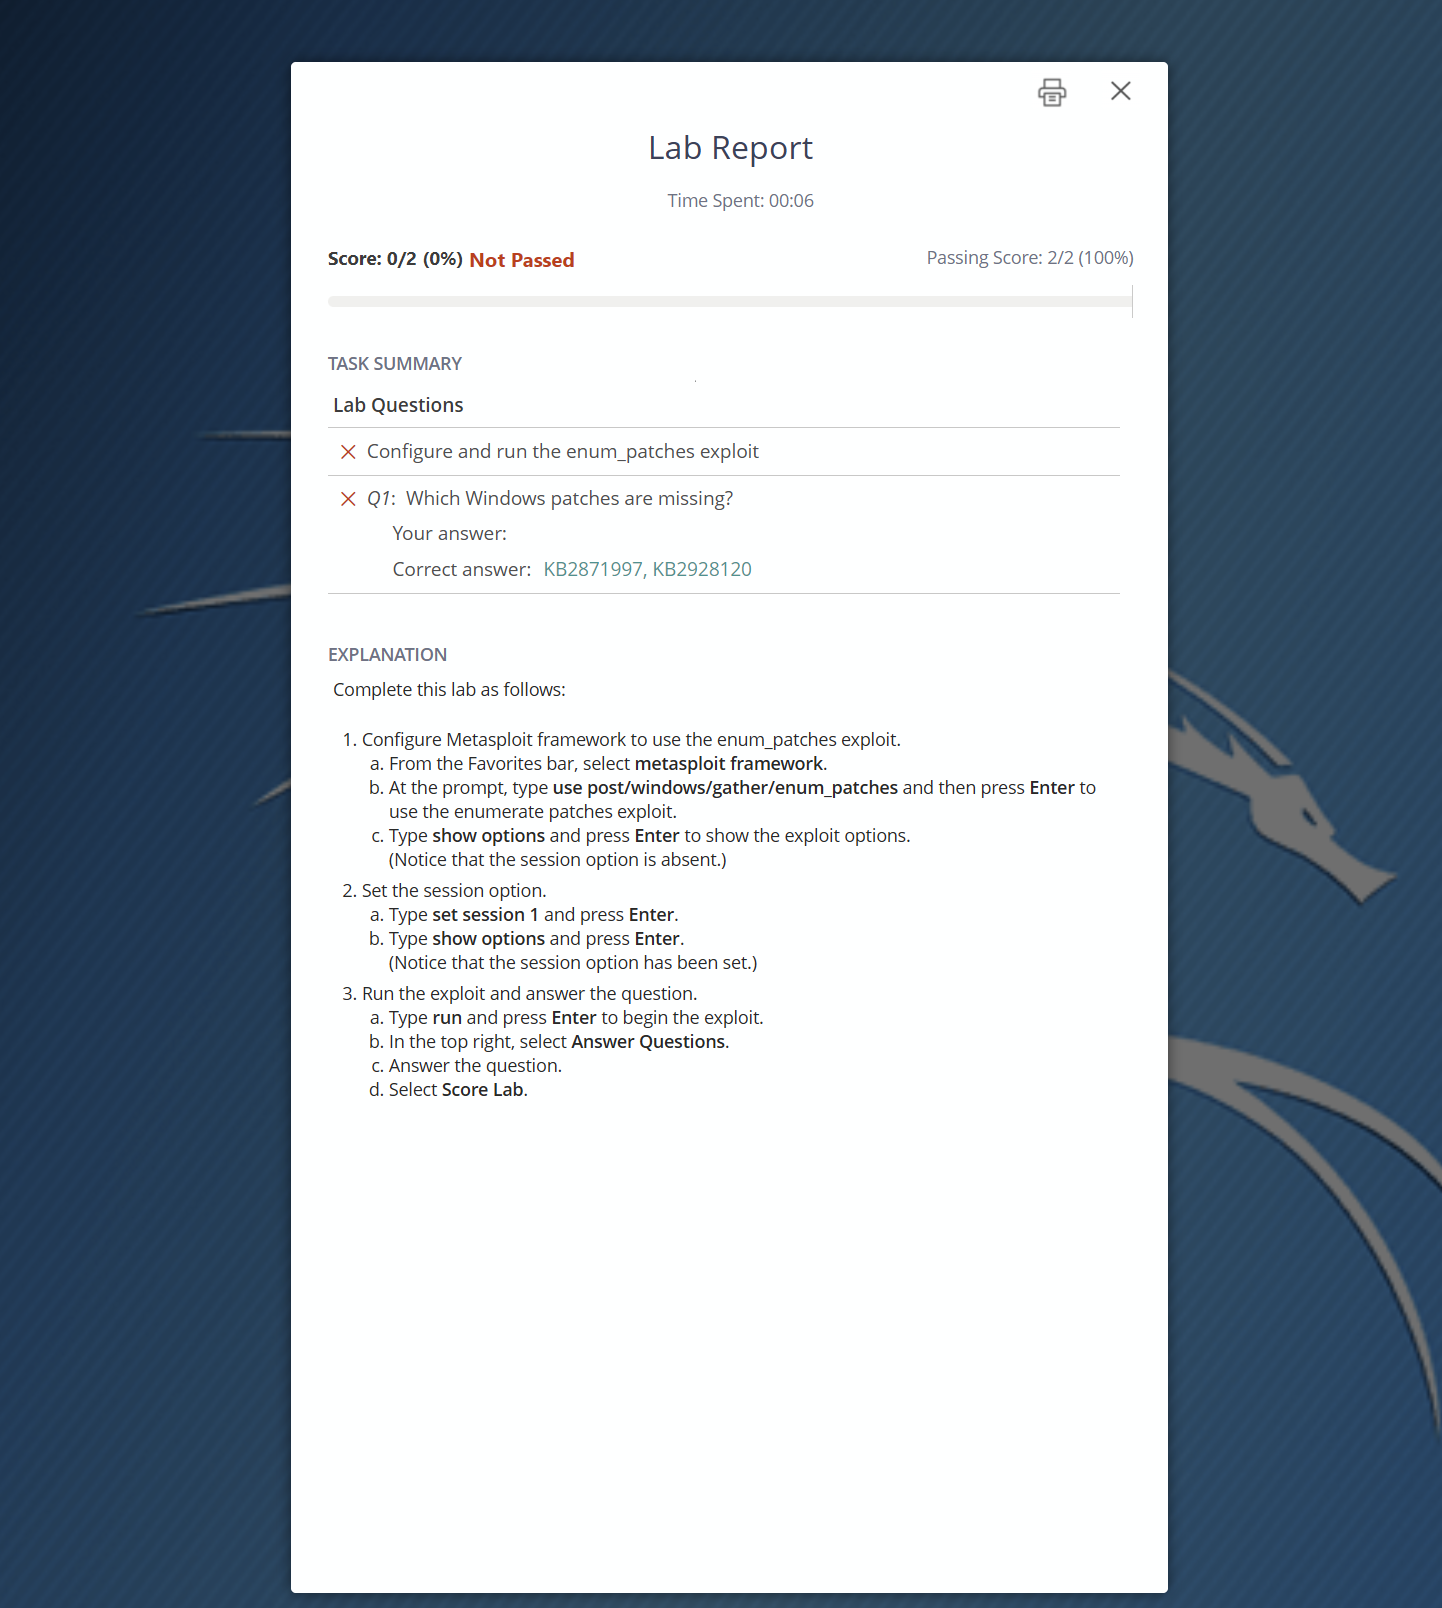 Lab Report
Time Spent: 00:06
Score: 0/2 (0%) Not Passed
Passing Score: 2/2 (100%)
TASK SUMMARY
Lab Questions
Configure and run the enum_patches exploit
Q1: Which Windows patches are missing?
Your answer:
Correct answer: KB2871997, KB2928120
EXPLANATION
Complete this lab as follows:
1. Configure Metasploit framework to use the enum_patches exploit.
a. From the Favorites bar, select metasploit framework.
b. At the prompt, type use post/windows/gather/enum_patches and then press Enter to
use the enumerate patches exploit.
c. Type show options and press Enter to show the exploit options.
(Notice that the session option is absent.)
2. Set the session option.
a. Type set session 1 and press Enter.
b. Type show options and press Enter.
(Notice that the session option has been set.)
3. Run the exploit and answer the question.
a. Type run and press Enter to begin the exploit.
b. In the top right, select Answer Questions.
c. Answer the question.
d. Select Score Lab.